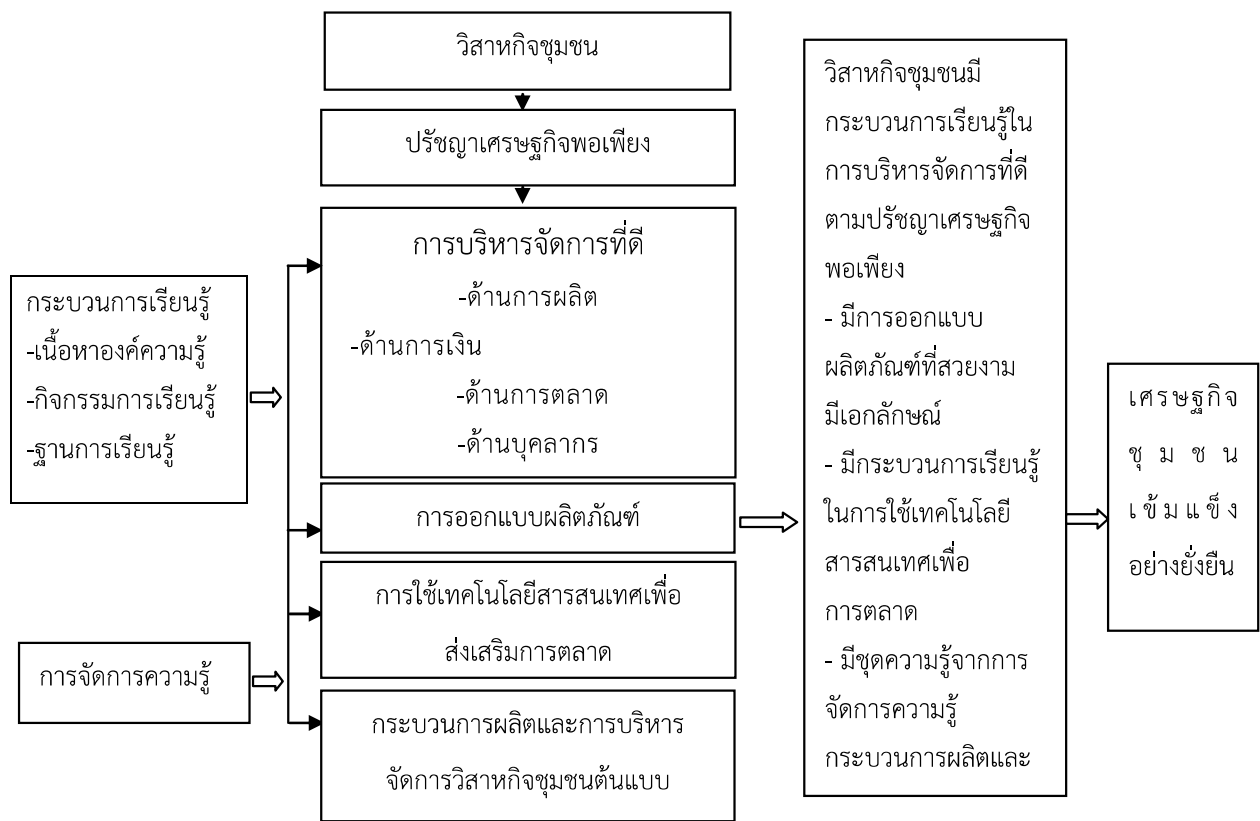 วิสาหกิจชุมชน
ปรัชญาเศรษฐกิจพอเพียง
การบริหารจัดการที่ดี
-ด้านการผลิต
-ด้านการเงิน
-ด้านการตลาด
-ด้านบุคลากร
กระบวนการเรียนรู้
-เนื้อหาองค์ความรู้
-กิจกรรมการเรียนรู้
-ฐานการเรียนรู้
การจัดการความรู้
การออกแบบผลิตภัณฑ์
การใช้เทคโนโลยีสารสนเทศเพื่อ
ส่งเสริมการตลาด
กระบวนการผลิตและการบริหาร
จัดการวิสาหกิจชุมชนต้นแบบ
วิสาหกิจชุมชนมี
กระบวนการเรียนรู้ใน
การบริหารจัดการที่ดี
ตามปรัชญาเศรษฐกิจ
พอเพียง
- มีการออกแบบ
ผลิตภัณฑ์ที่สวยงาม
มีเอกลักษณ์
- มีกระบวนการเรียนรู้
ในการใช้เทคโนโลยี
สารสนเทศเพื่อ
การตลาด
- มีชุดความรู้จากการ
จัดการความรู้
กระบวนการผลิตและ
เศรษฐกิจ
ชุมชน
เข้มแข็ง
อย่างยั่งยืน